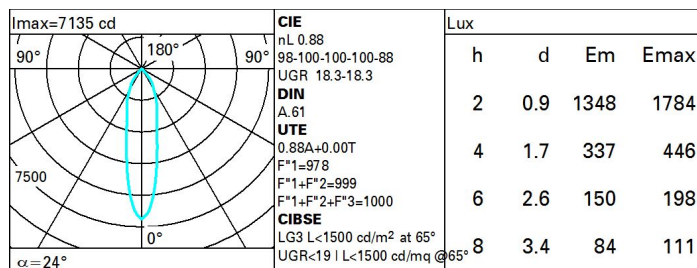 Imax=7135 cd
90° 180° 90°
7500
0°
α=24°
CIE
nL 0.88
98-100-100-100-88
UGR 18.3-18.3
DIN
A.61
UTE
0.88A+0.00T
F"1=978
F"1+F"2=999
F"1+F"2+F"3=1000
CIBSE
LG3 L<1500 cd/m² at 65°
UGR<19 | L<1500 cd/mq @65°
Lux
h d Em Emax
2 0.9 1348 1784
4 1.7 337 446
6 2.6 150 198
8 3.4 84 111